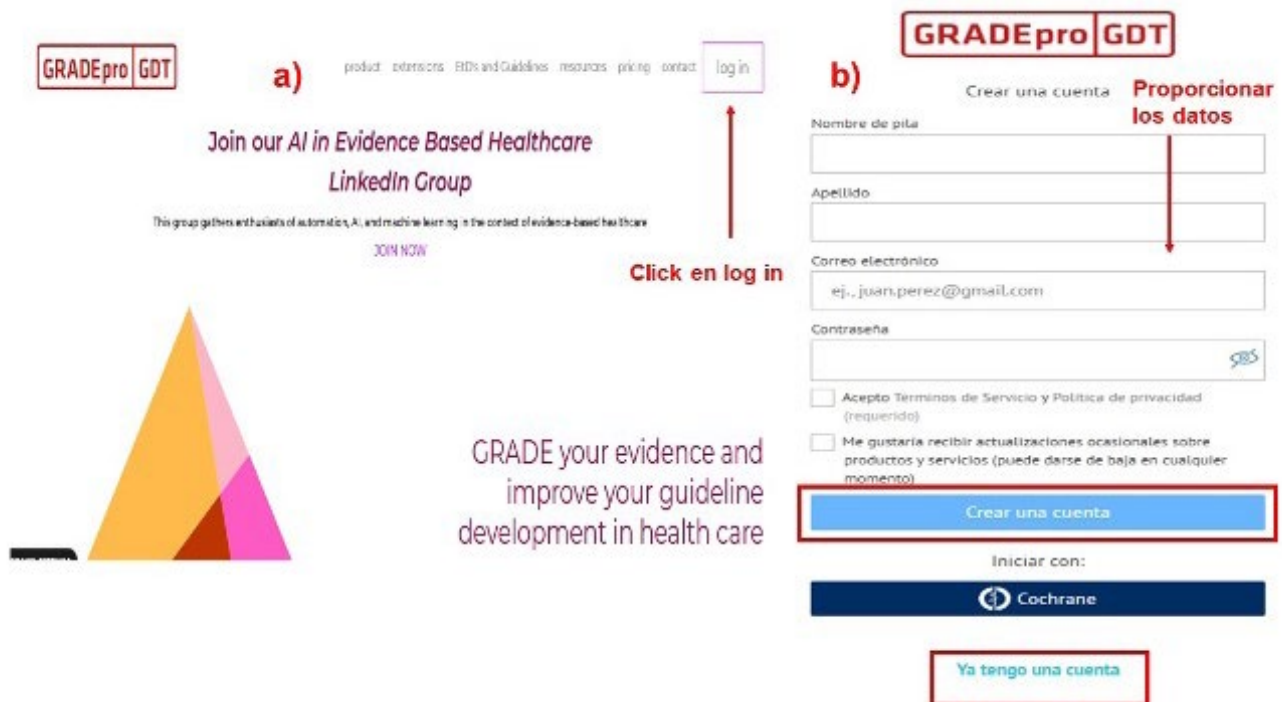 GRADEpro GDT
a)
product extensions EtDs and Guidelines resources pricing contact log in
Join our AI in Evidence Based Healthcare
LinkedIn Group
This group gathers enthusiasts of automation, AI, and machine learning in the context of evidence-based healthcare
JOIN NOW
Click en log in
GRADE your evidence and
improve your guideline
development in health care
GRADEpro GDT
b)
Crear una cuenta
Proporcionar
los datos
Nombre de pila
Apellido
Correo electrónico
ej., juan.perez@gmail.com
Contraseña
Acepto Términos de Servicio y Política de privacidad
(requerido)
Me gustaría recibir actualizaciones ocasionales sobre
productos y servicios (puede darse de baja en cualquier
momento)
Crear una cuenta
Iniciar con:
Cochrane
Ya tengo una cuenta